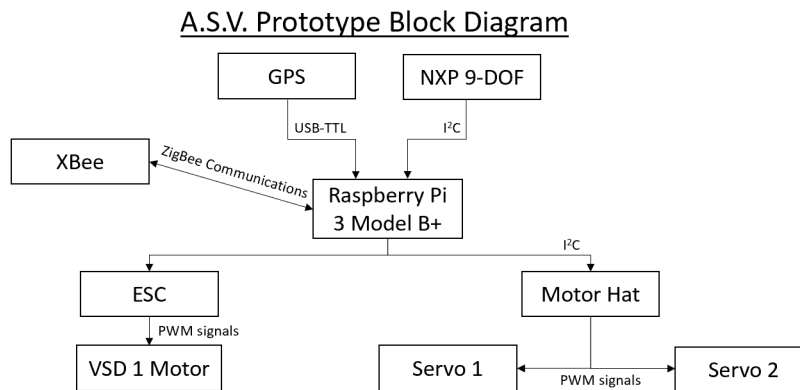 A.S.V. Prototype Block Diagram
GPS
NXP 9-DOF
USB-TTL
I²C
XBee
ZigBee Communications
Raspberry Pi
3 Model B+
I²C
ESC
Motor Hat
PWM signals
VSD 1 Motor
Servo 1
PWM signals
Servo 2